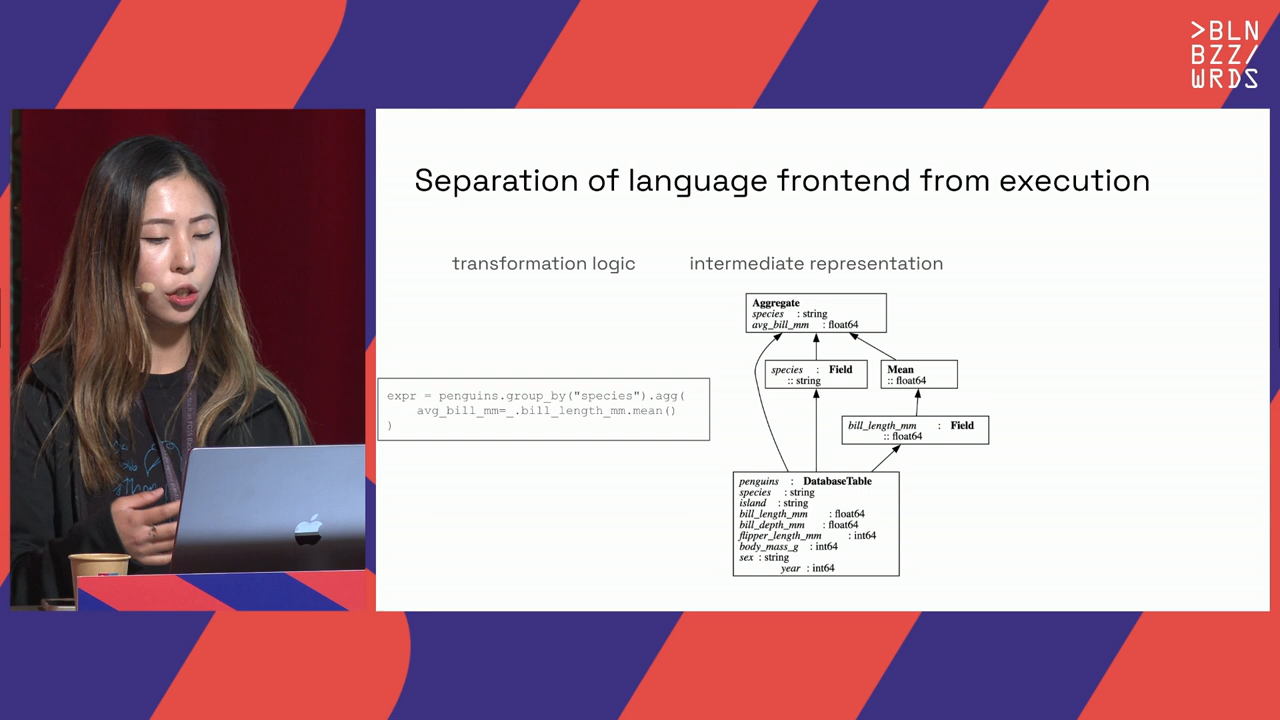 >BLN
BZZ/
WRDS
Separation of language frontend from execution
transformation logic
intermediate representation
expr = penguins.group_by("species").agg(
avg_bill_mm=_.bill_length_mm.mean()
)
Aggregate
species : string
avg_bill_mm : float64
species : Field
:: string
Mean
:: float64
bill_length_mm : Field
:: float64
penguins : DatabaseTable
species : string
island : string
bill_length_mm : float64
bill_depth_mm : float64
flipper_length_mm : int64
body_mass_g : int64
sex : string
year : int64